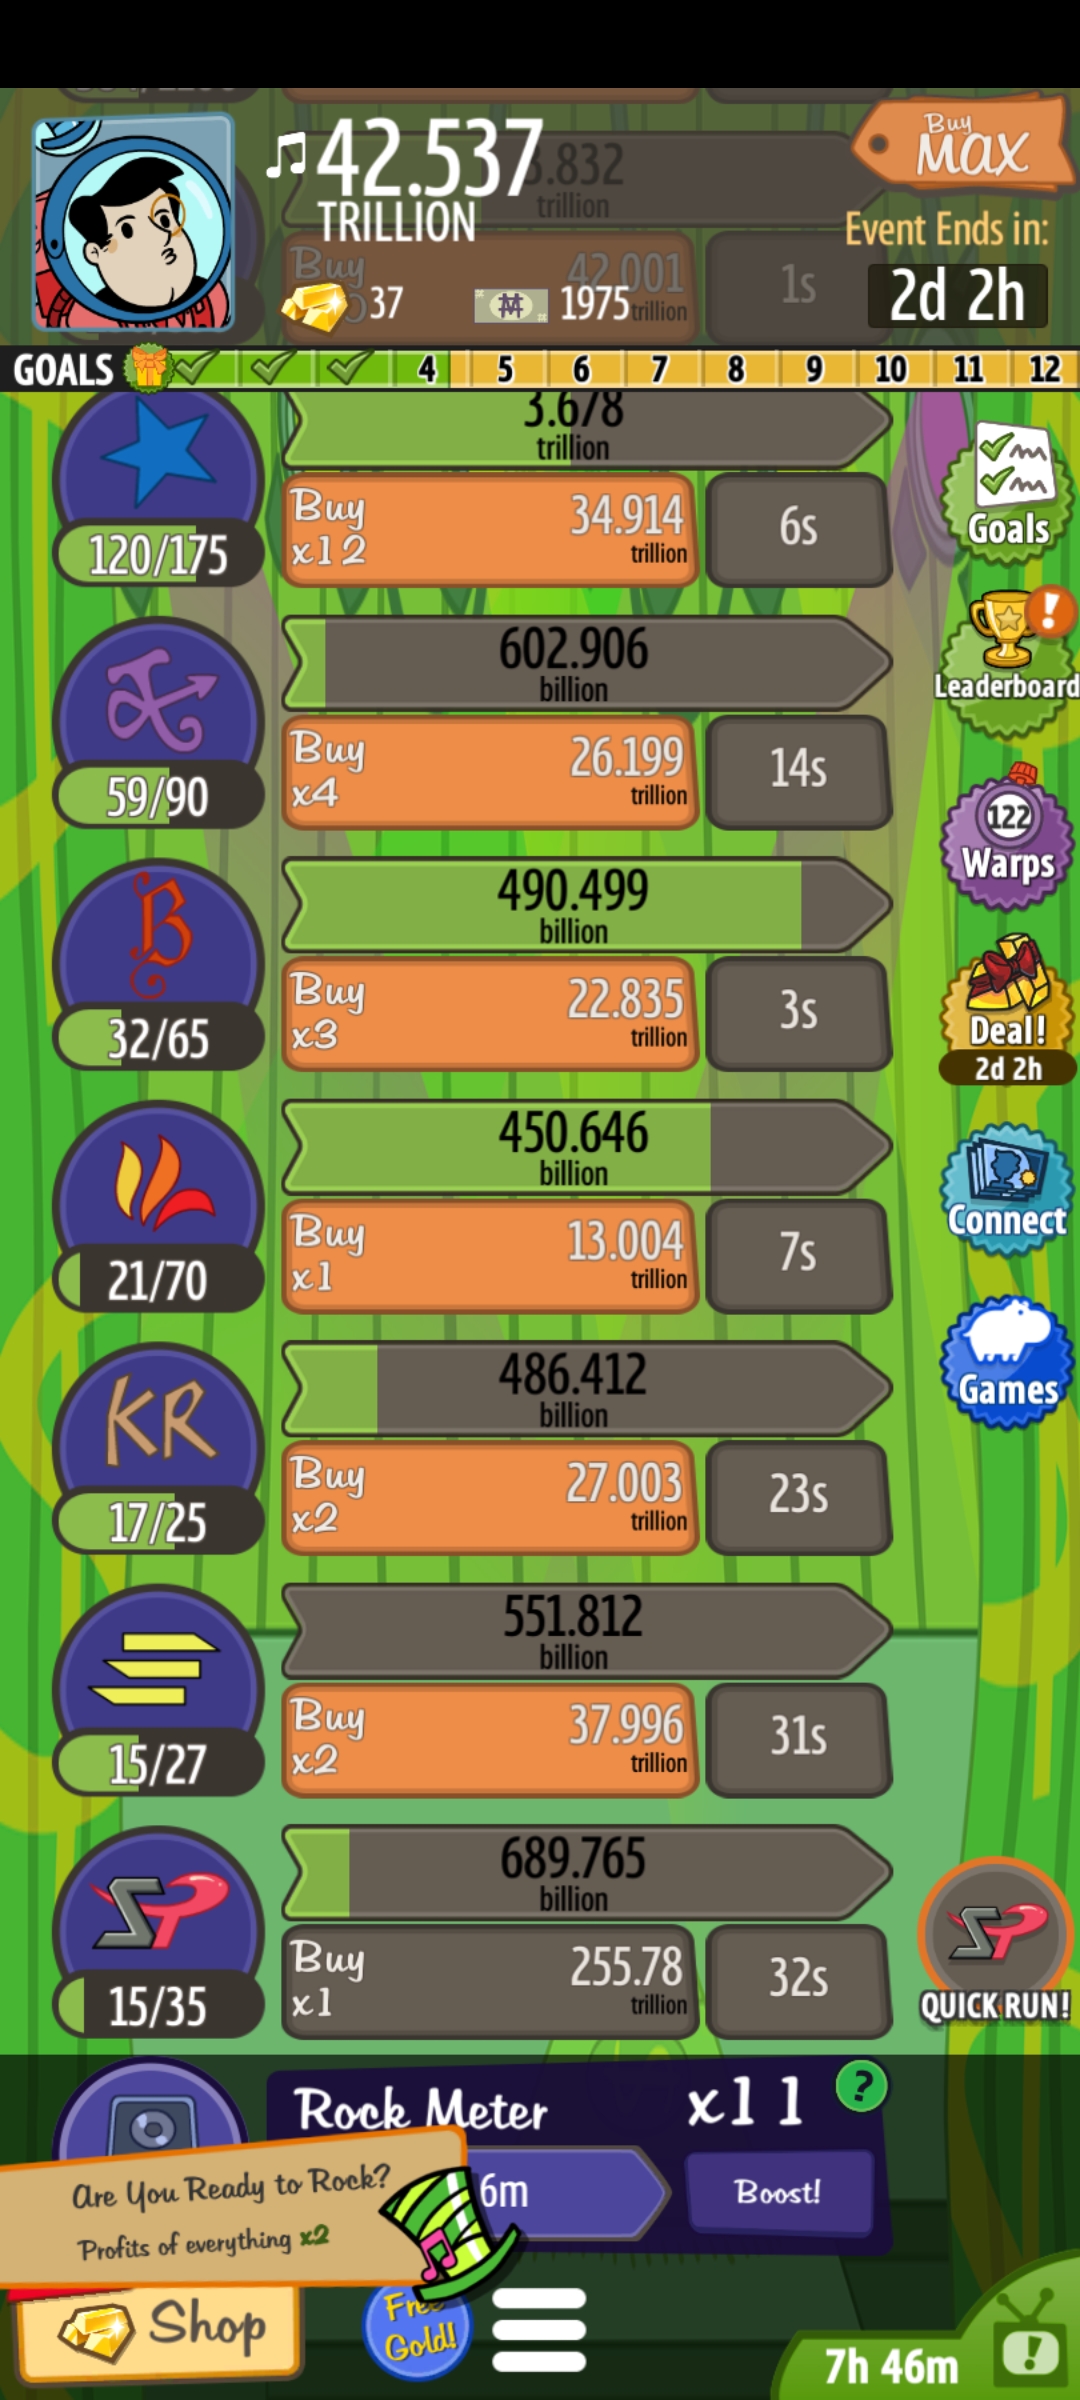 42.537
TRILLION
3.832
trillion
Buy
MAX
Event Ends in:
2d 2h
Buy
42.001
trillion
1s
37
1975
GOALS
4 5 6 7 8 9 10 11 12
3.678
trillion
120/175
Buy
x12
34.914
trillion
6s
Goals
602.906
billion
59/90
Buy
x4
26.199
trillion
14s
Leaderboard
122
Warps
490.499
billion
32/65
Buy
x3
22.835
trillion
3s
Deal!
2d 2h
450.646
billion
21/70
Buy
x1
13.004
trillion
7s
Connect
486.412
billion
KR
17/25
Buy
x2
27.003
trillion
23s
Games
551.812
billion
15/27
Buy
x2
37.996
trillion
31s
689.765
billion
SP
15/35
Buy
x1
255.78
trillion
32s
SP
QUICK RUN!
Rock Meter
x11
?
6m
Boost!
Are You Ready to Rock?
Profits of everything x2
Shop
Free
Gold!
7h 46m